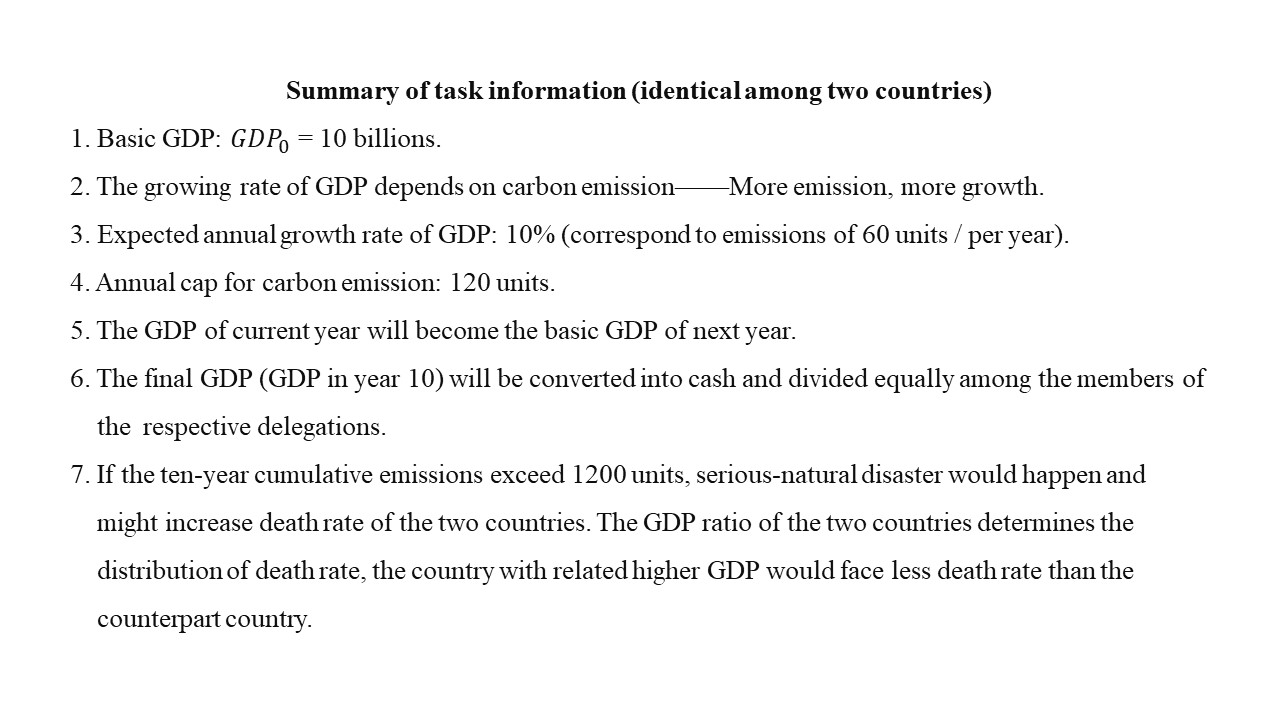 Summary of task information (identical among two countries)
1. Basic GDP: GDP₀ = 10 billions.
2. The growing rate of GDP depends on carbon emission——More emission, more growth.
3. Expected annual growth rate of GDP: 10% (correspond to emissions of 60 units / per year).
4. Annual cap for carbon emission: 120 units.
5. The GDP of current year will become the basic GDP of next year.
6. The final GDP (GDP in year 10) will be converted into cash and divided equally among the members of
the respective delegations.
7. If the ten-year cumulative emissions exceed 1200 units, serious-natural disaster would happen and
might increase death rate of the two countries. The GDP ratio of the two countries determines the
distribution of death rate, the country with related higher GDP would face less death rate than the
counterpart country.